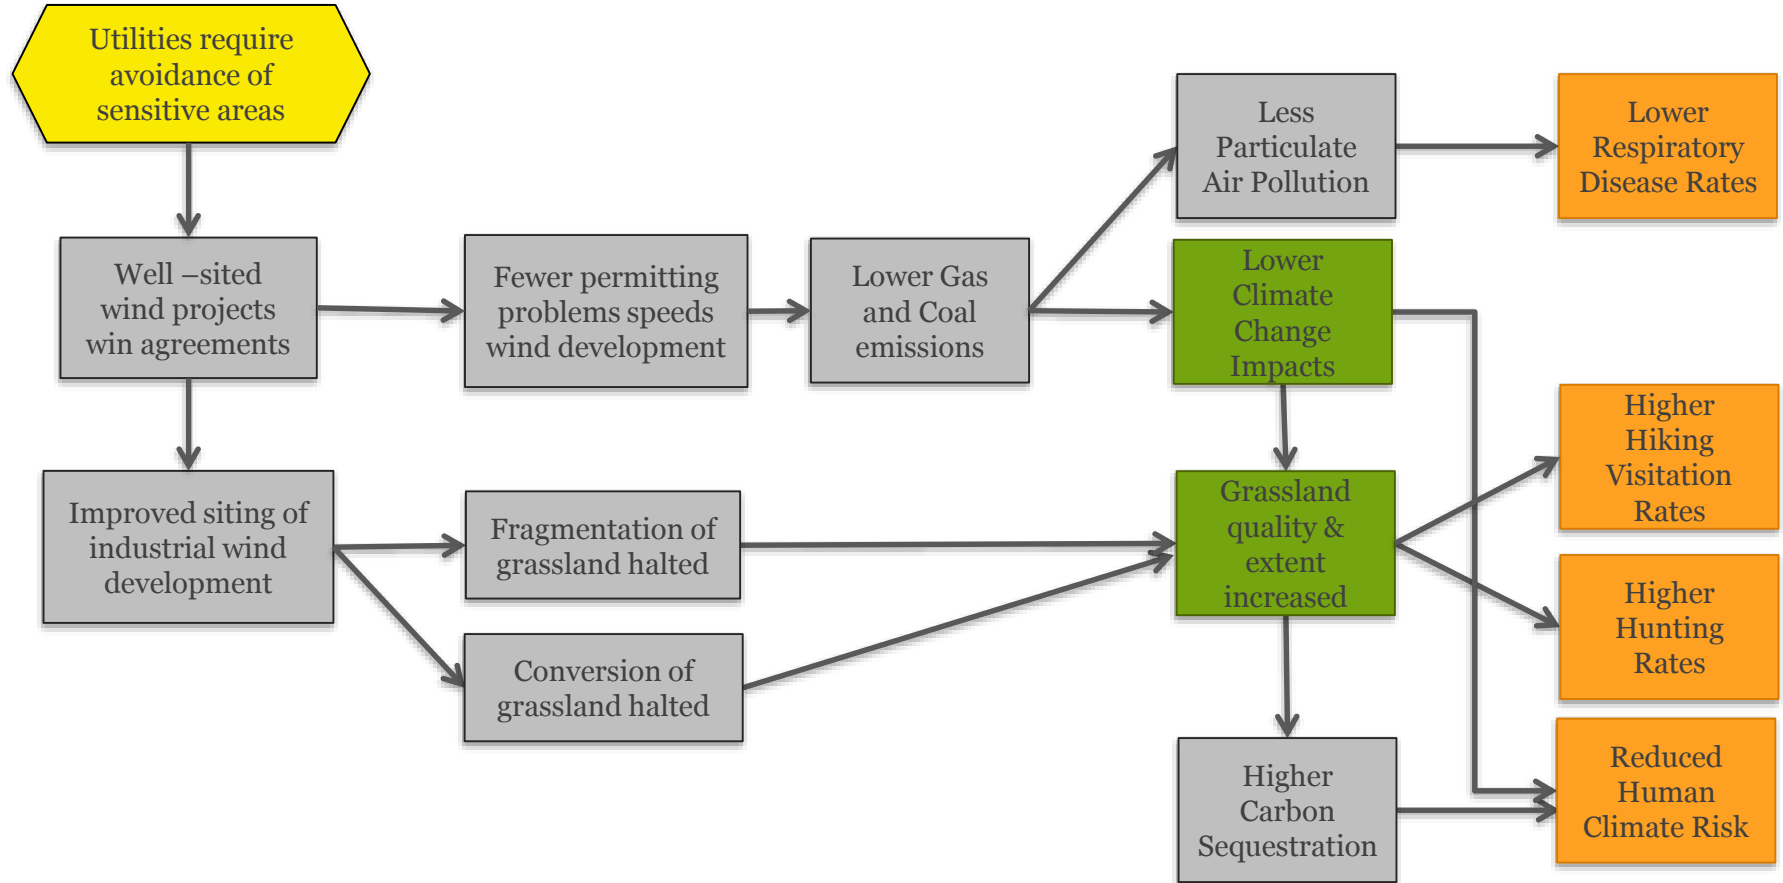 Utilities require
avoidance of
sensitive areas
Less
Particulate
Air Pollution
Lower
Respiratory
Disease Rates
Well –sited
wind projects
win agreements
Fewer permitting
problems speeds
wind development
Lower Gas
and Coal
emissions
Lower
Climate
Change
Impacts
Higher
Hiking
Visitation
Rates
Improved siting of
industrial wind
development
Fragmentation of
grassland halted
Grassland
quality &
extent
increased
Higher
Hunting
Rates
Conversion of
grassland halted
Higher
Carbon
Sequestration
Reduced
Human
Climate Risk